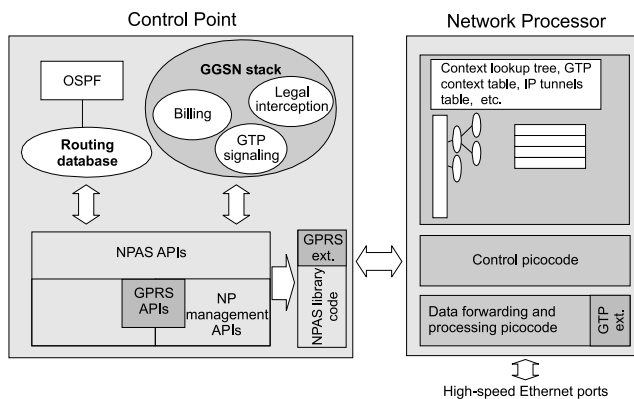 Control Point
OSPF
Routing
database
GGSN stack
Billing
Legal
interception
GTP
signaling
NPAS APIs
GPRS
APIs
NP
management
APIs
GPRS
ext.
NPAS library
code
Network Processor
Context lookup tree, GTP
context table, IP tunnels
table, etc.
Control picocode
Data forwarding and
processing picocode
GTP
ext.
High-speed Ethernet ports